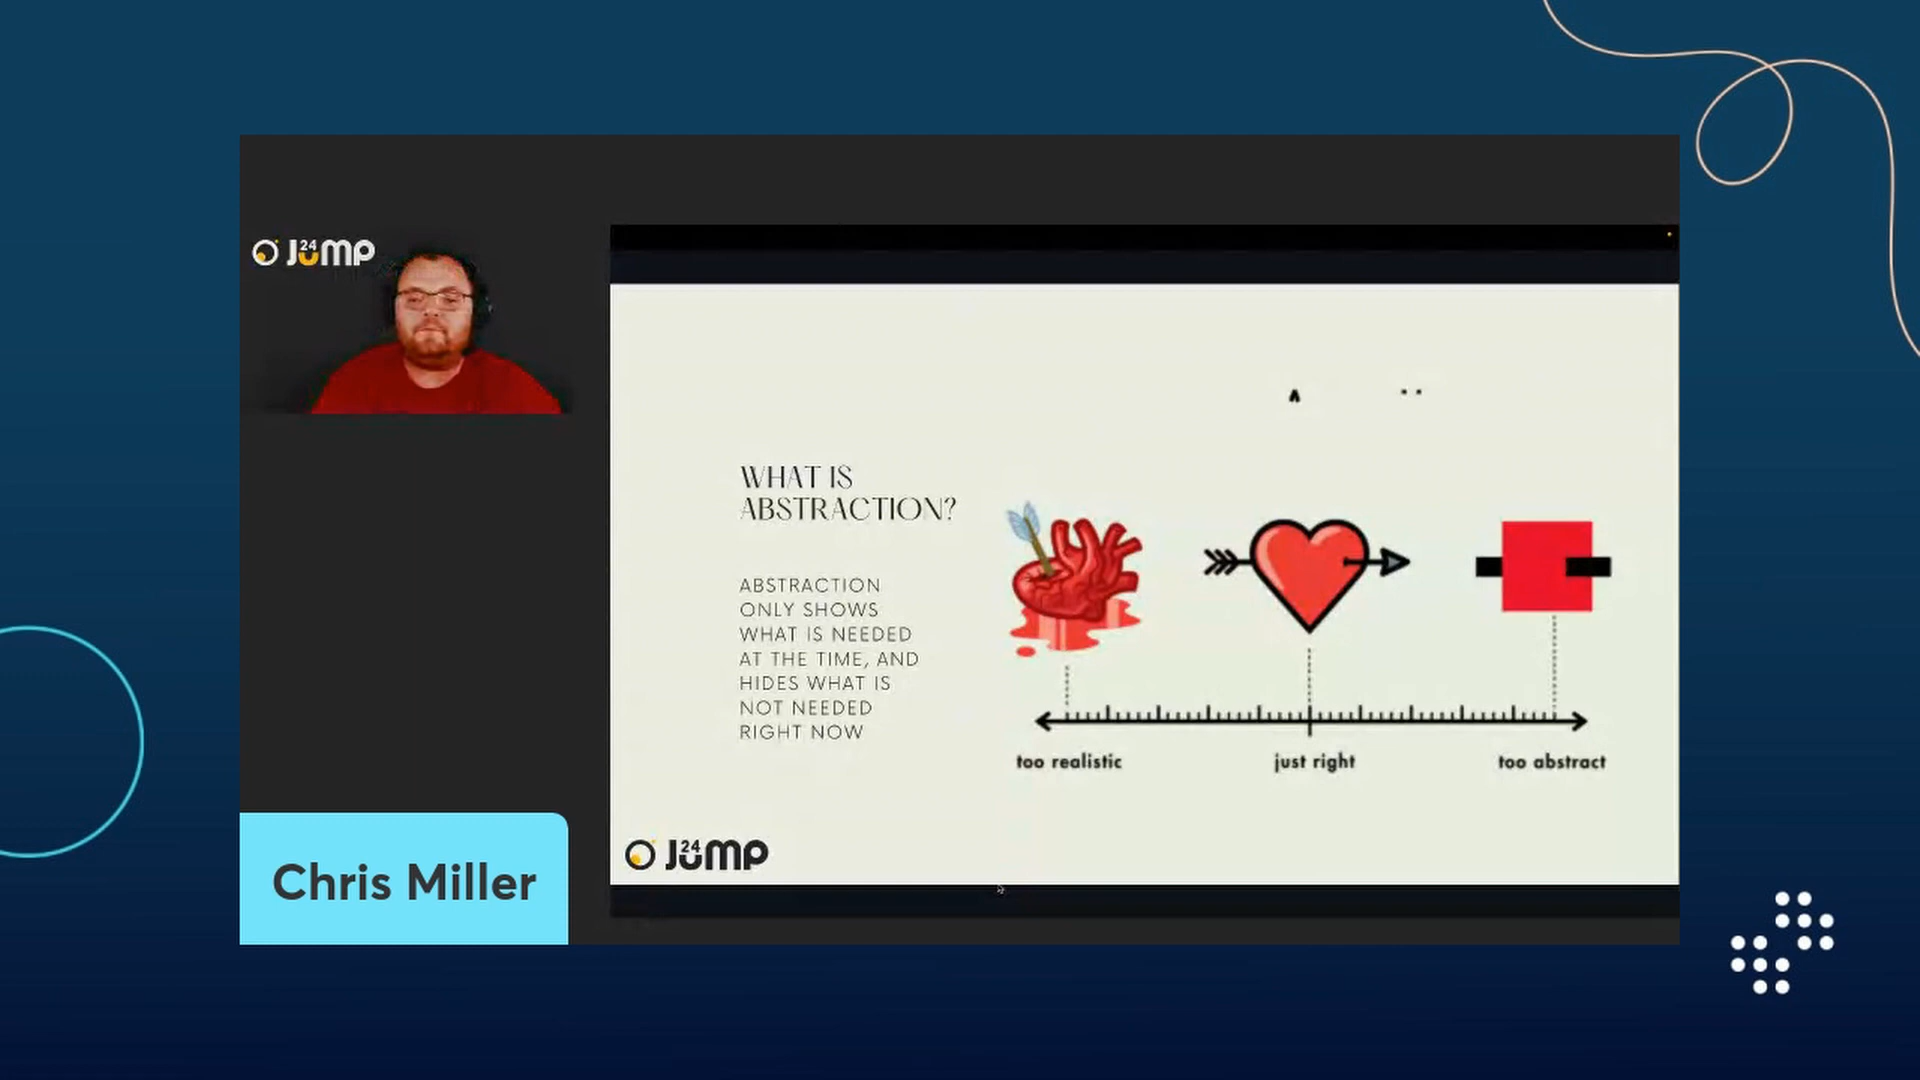 JUMP
24
WHAT IS
ABSTRACTION?
ABSTRACTION
ONLY SHOWS
WHAT IS NEEDED
AT THE TIME, AND
HIDES WHAT IS
NOT NEEDED
RIGHT NOW
too realistic
just right
too abstract
JUMP
24
Chris Miller